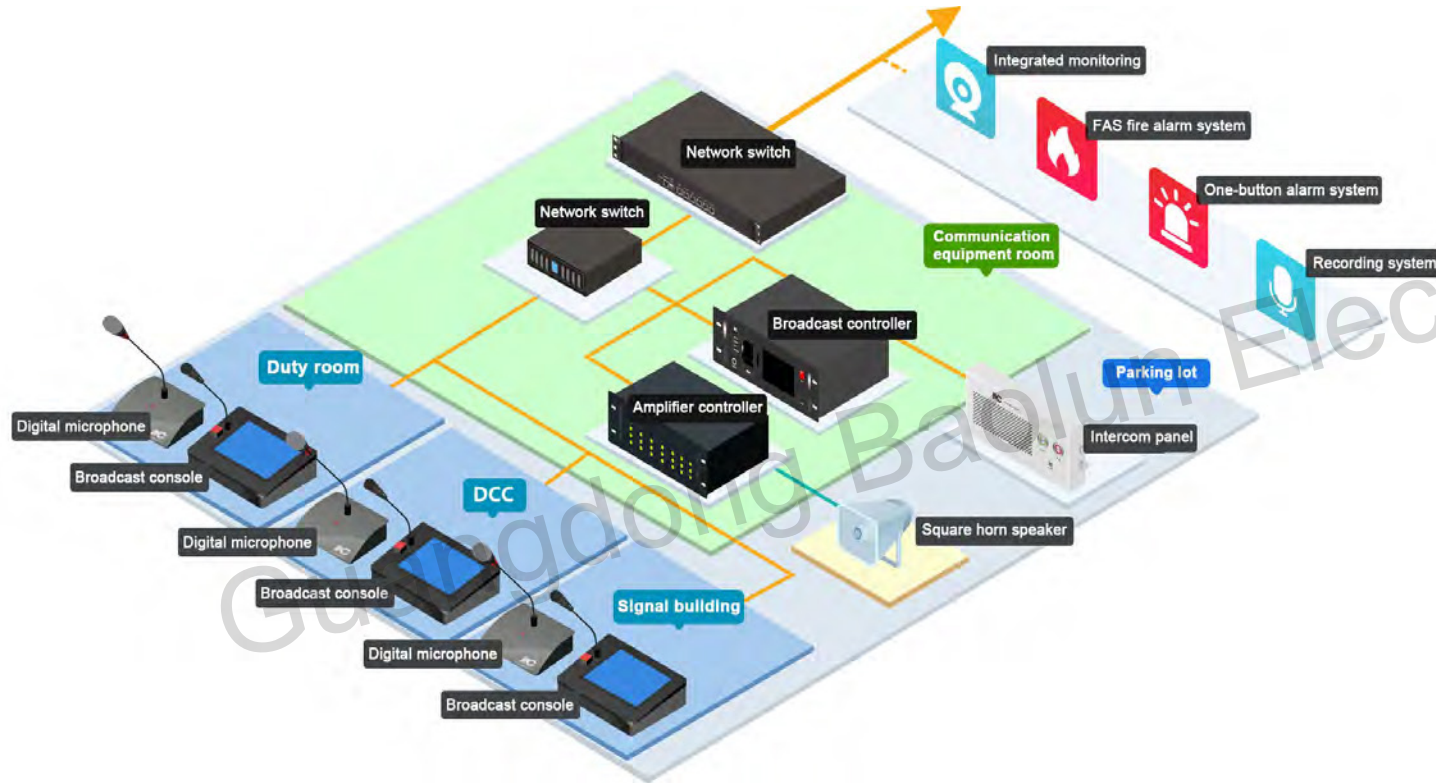 Integrated monitoring
FAS fire alarm system
Network switch
One-button alarm system
Network switch
Communication
equipment room
Recording system
Broadcast controller
Duty room
Parking lot
Amplifier controller
Digital microphone
Intercom panel
Broadcast console
DCC
Square horn speaker
Digital microphone
Broadcast console
Signal building
Digital microphone
Broadcast console
Guangdong Baolun Elec